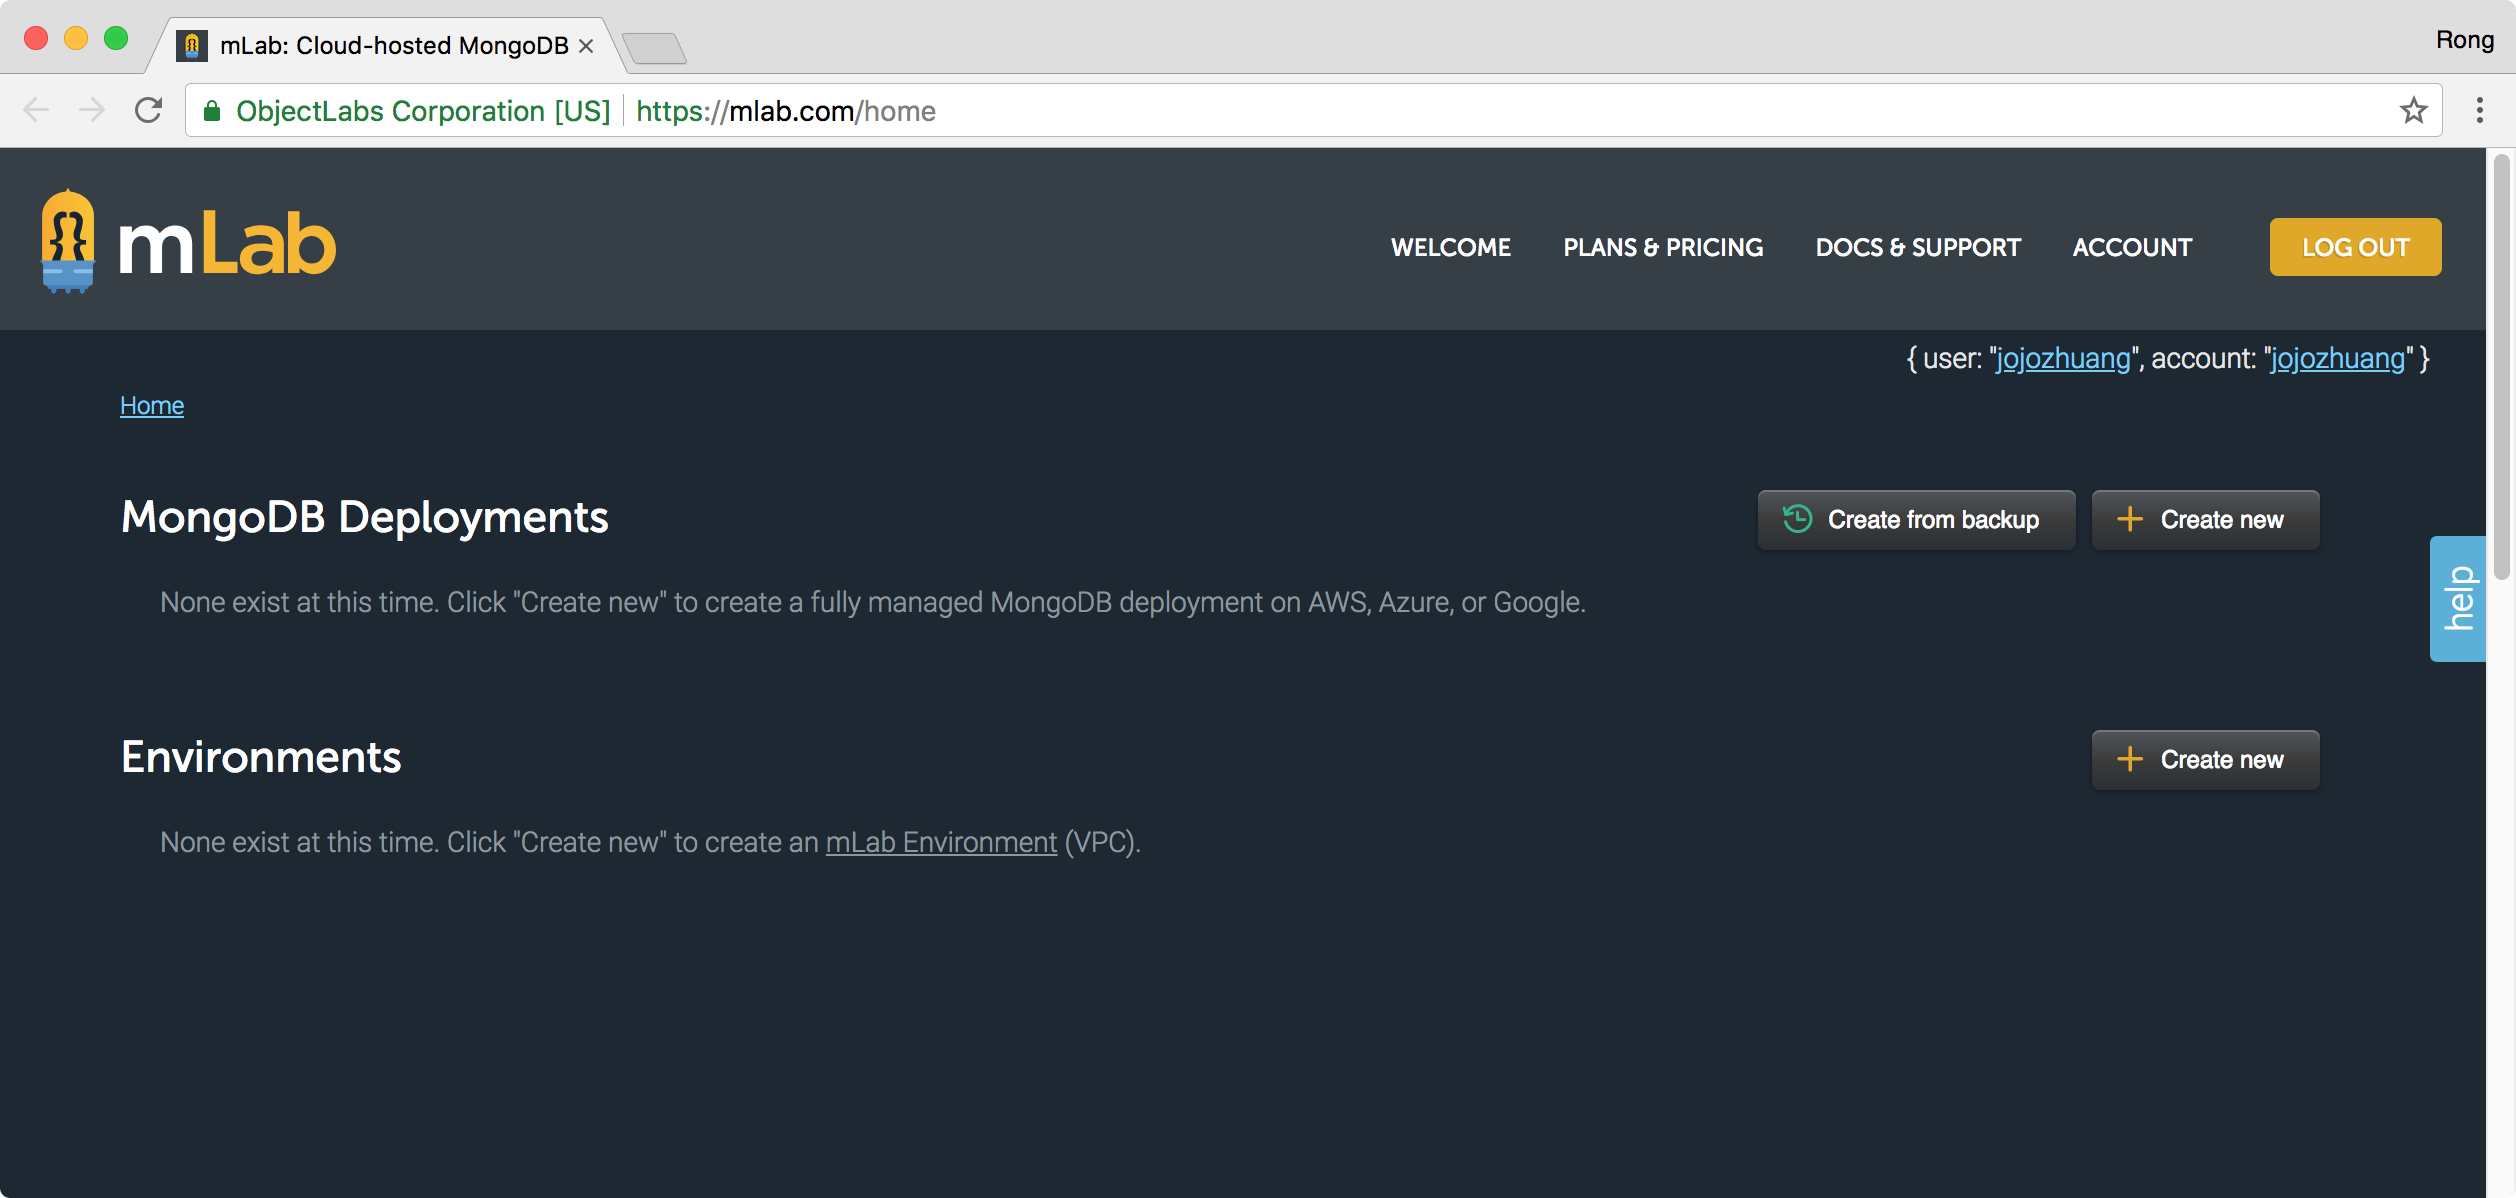 mLab: Cloud-hosted MongoDB
Rong
ObjectLabs Corporation [US] https://mlab.com/home
mLab
WELCOME PLANS & PRICING DOCS & SUPPORT ACCOUNT LOG OUT
{ user: "jojozhuang", account: "jojozhuang" }
Home
MongoDB Deployments
Create from backup
Create new
None exist at this time. Click "Create new" to create a fully managed MongoDB deployment on AWS, Azure, or Google.
help
Environments
Create new
None exist at this time. Click "Create new" to create an mLab Environment (VPC).